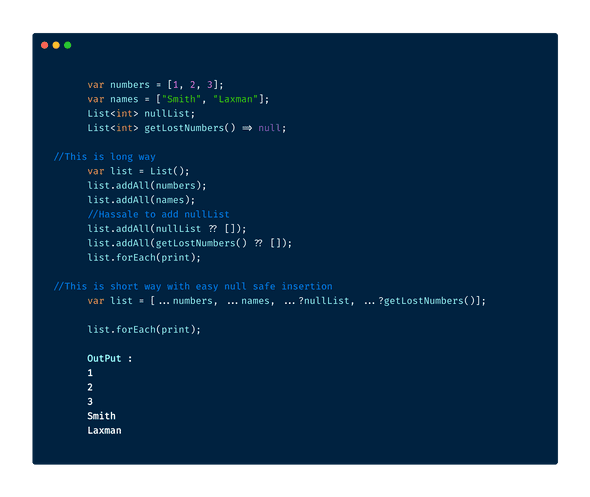 var numbers = [1, 2, 3];
var names = ["Smith", "Laxman"];
List<int> nullList;
List<int> getLostNumbers() => null;
//This is long way
var list = List();
list.addAll(numbers);
list.addAll(names);
//Hassale to add nullList
list.addAll(nullList ?? []);
list.addAll(getLostNumbers() ?? []);
list.forEach(print);
//This is short way with easy null safe insertion
var list = [...numbers, ...names, ...?nullList, ...?getLostNumbers()];
list.forEach(print);
OutPut :
1
2
3
Smith
Laxman